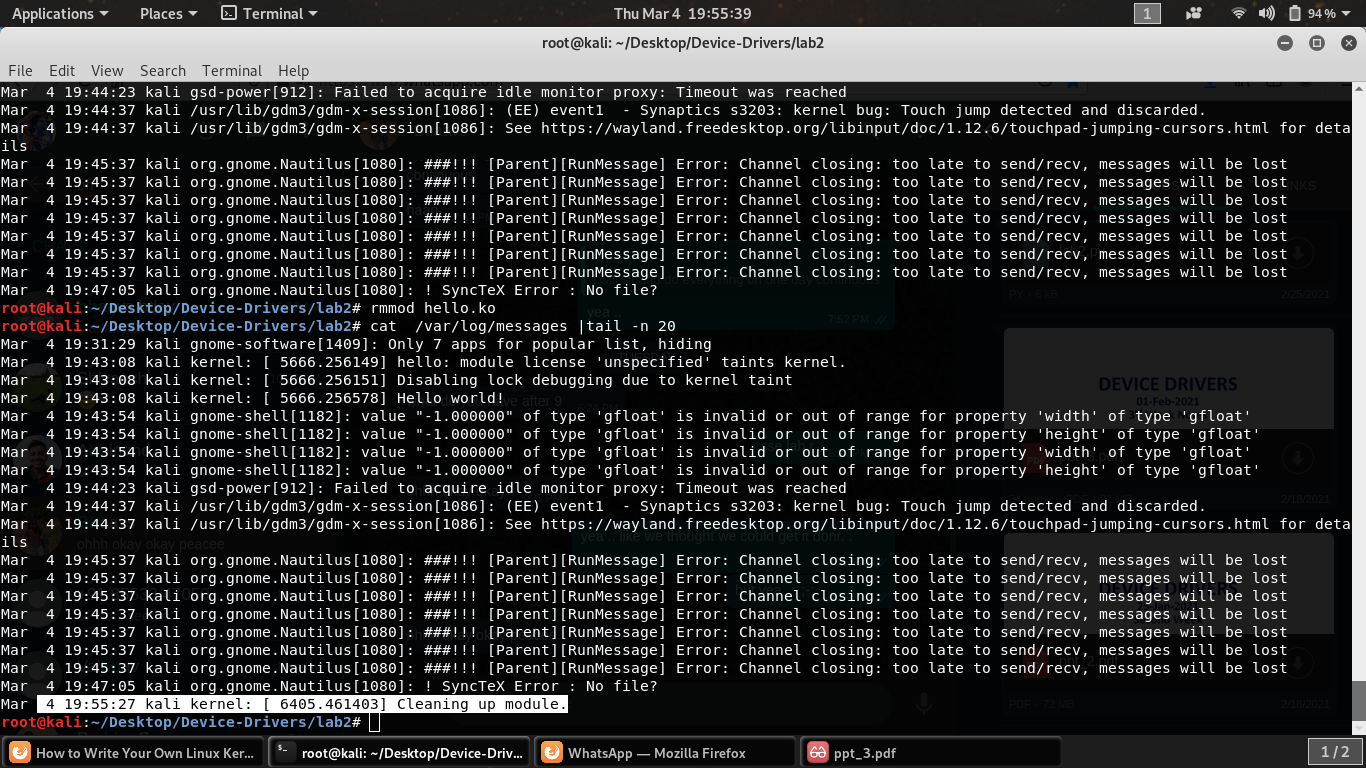 Applications Places Terminal Thu Mar 4 19:55:39 1 94 %
root@kali: ~/Desktop/Device-Drivers/lab2
File Edit View Search Terminal Help
Mar  4 19:44:23 kali gsd-power[912]: Failed to acquire idle monitor proxy: Timeout was reached
Mar  4 19:44:37 kali /usr/lib/gdm3/gdm-x-session[1086]: (EE) event1  - Synaptics s3203: kernel bug: Touch jump detected and discarded.
Mar  4 19:44:37 kali /usr/lib/gdm3/gdm-x-session[1086]: See https://wayland.freedesktop.org/libinput/doc/1.12.6/touchpad-jumping-cursors.html for deta
ils
Mar  4 19:45:37 kali org.gnome.Nautilus[1080]: ###!!! [Parent][RunMessage] Error: Channel closing: too late to send/recv, messages will be lost
Mar  4 19:45:37 kali org.gnome.Nautilus[1080]: ###!!! [Parent][RunMessage] Error: Channel closing: too late to send/recv, messages will be lost
Mar  4 19:45:37 kali org.gnome.Nautilus[1080]: ###!!! [Parent][RunMessage] Error: Channel closing: too late to send/recv, messages will be lost
Mar  4 19:45:37 kali org.gnome.Nautilus[1080]: ###!!! [Parent][RunMessage] Error: Channel closing: too late to send/recv, messages will be lost
Mar  4 19:45:37 kali org.gnome.Nautilus[1080]: ###!!! [Parent][RunMessage] Error: Channel closing: too late to send/recv, messages will be lost
Mar  4 19:45:37 kali org.gnome.Nautilus[1080]: ###!!! [Parent][RunMessage] Error: Channel closing: too late to send/recv, messages will be lost
Mar  4 19:45:37 kali org.gnome.Nautilus[1080]: ###!!! [Parent][RunMessage] Error: Channel closing: too late to send/recv, messages will be lost
Mar  4 19:47:05 kali org.gnome.Nautilus[1080]: ! SyncTeX Error : No file?
root@kali:~/Desktop/Device-Drivers/lab2# rmmod hello.ko
root@kali:~/Desktop/Device-Drivers/lab2# cat  /var/log/messages |tail -n 20
Mar  4 19:31:29 kali gnome-software[1409]: Only 7 apps for popular list, hiding
Mar  4 19:43:08 kali kernel: [ 5666.256149] hello: module license 'unspecified' taints kernel.
Mar  4 19:43:08 kali kernel: [ 5666.256151] Disabling lock debugging due to kernel taint
Mar  4 19:43:08 kali kernel: [ 5666.256578] Hello world!
Mar  4 19:43:54 kali gnome-shell[1182]: value "-1.000000" of type 'gfloat' is invalid or out of range for property 'width' of type 'gfloat'
Mar  4 19:43:54 kali gnome-shell[1182]: value "-1.000000" of type 'gfloat' is invalid or out of range for property 'height' of type 'gfloat'
Mar  4 19:43:54 kali gnome-shell[1182]: value "-1.000000" of type 'gfloat' is invalid or out of range for property 'width' of type 'gfloat'
Mar  4 19:43:54 kali gnome-shell[1182]: value "-1.000000" of type 'gfloat' is invalid or out of range for property 'height' of type 'gfloat'
Mar  4 19:44:23 kali gsd-power[912]: Failed to acquire idle monitor proxy: Timeout was reached
Mar  4 19:44:37 kali /usr/lib/gdm3/gdm-x-session[1086]: (EE) event1  - Synaptics s3203: kernel bug: Touch jump detected and discarded.
Mar  4 19:44:37 kali /usr/lib/gdm3/gdm-x-session[1086]: See https://wayland.freedesktop.org/libinput/doc/1.12.6/touchpad-jumping-cursors.html for deta
ils
Mar  4 19:45:37 kali org.gnome.Nautilus[1080]: ###!!! [Parent][RunMessage] Error: Channel closing: too late to send/recv, messages will be lost
Mar  4 19:45:37 kali org.gnome.Nautilus[1080]: ###!!! [Parent][RunMessage] Error: Channel closing: too late to send/recv, messages will be lost
Mar  4 19:45:37 kali org.gnome.Nautilus[1080]: ###!!! [Parent][RunMessage] Error: Channel closing: too late to send/recv, messages will be lost
Mar  4 19:45:37 kali org.gnome.Nautilus[1080]: ###!!! [Parent][RunMessage] Error: Channel closing: too late to send/recv, messages will be lost
Mar  4 19:45:37 kali org.gnome.Nautilus[1080]: ###!!! [Parent][RunMessage] Error: Channel closing: too late to send/recv, messages will be lost
Mar  4 19:45:37 kali org.gnome.Nautilus[1080]: ###!!! [Parent][RunMessage] Error: Channel closing: too late to send/recv, messages will be lost
Mar  4 19:45:37 kali org.gnome.Nautilus[1080]: ###!!! [Parent][RunMessage] Error: Channel closing: too late to send/recv, messages will be lost
Mar  4 19:47:05 kali org.gnome.Nautilus[1080]: ! SyncTeX Error : No file?
Mar  4 19:55:27 kali kernel: [ 6405.461403] Cleaning up module.
root@kali:~/Desktop/Device-Drivers/lab2#
DEVICE DRIVERS
01-Feb-2021
2/25/2021
2/18/2021
7:52 PM
ohhh okay okay peacee
How to Write Your Own Linux Ker... root@kali: ~/Desktop/Device-Driv... WhatsApp — Mozilla Firefox ppt_3.pdf 1 / 2